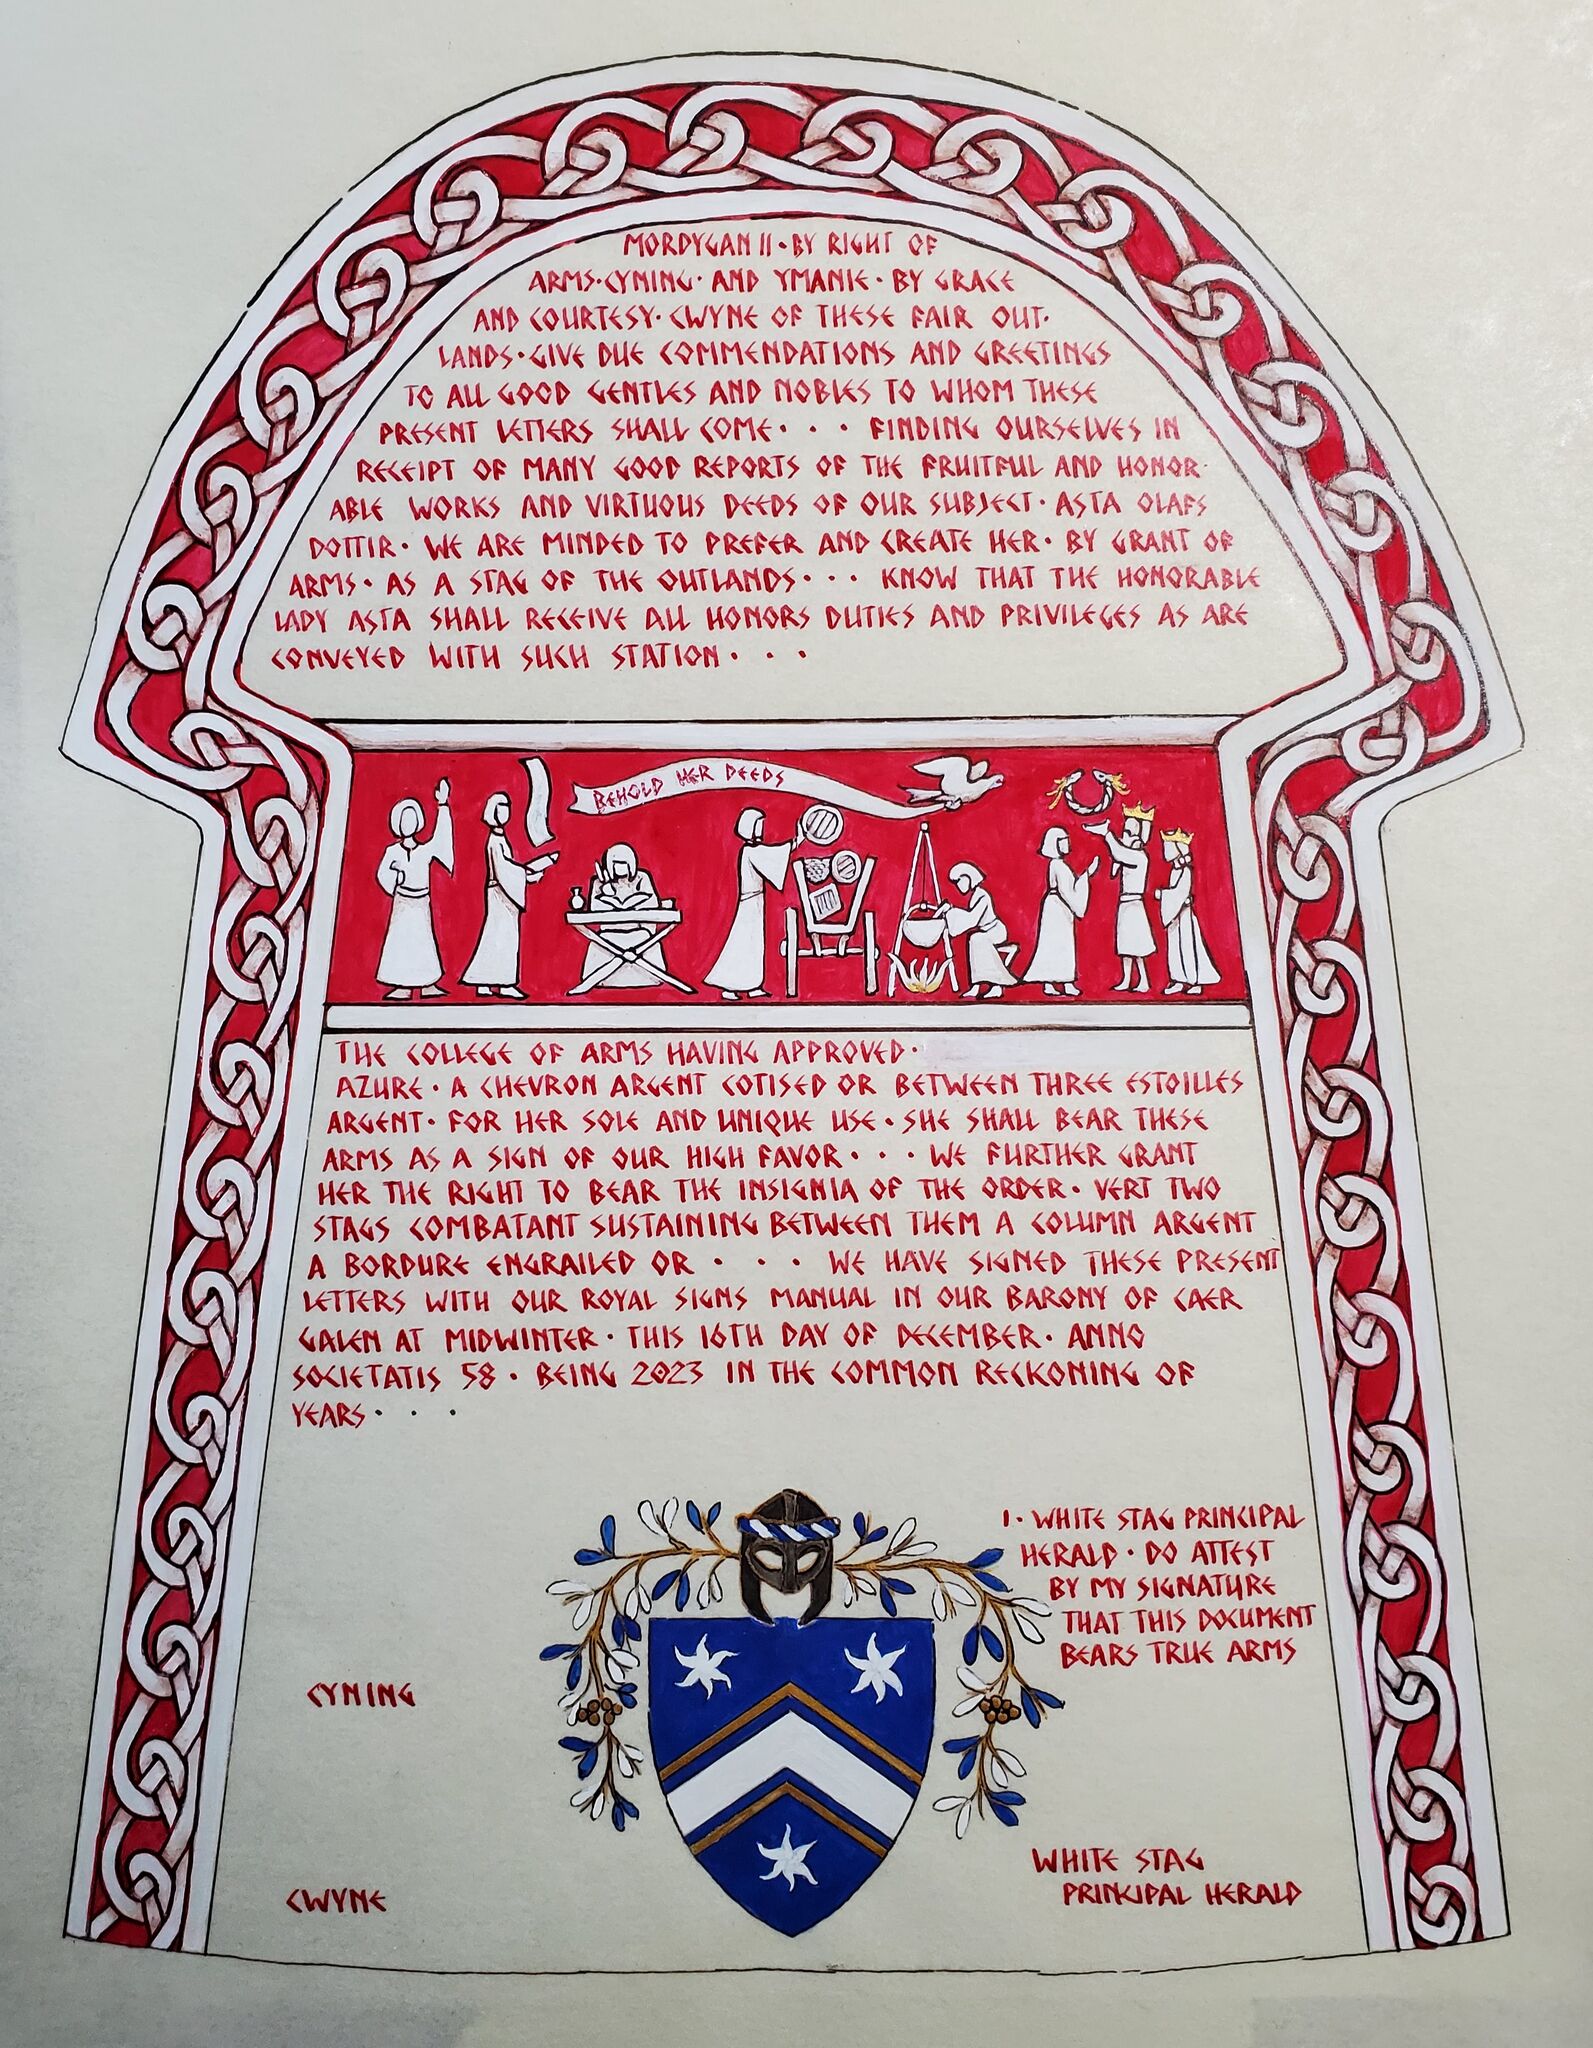 MORDYGAN II · BY RIGHT OF
ARMS · CYNING · AND YMANIE · BY GRACE
AND COURTESY · CWYNE OF THESE FAIR OUT·
LANDS · GIVE DUE COMMENDATIONS AND GREETINGS
TO ALL GOOD GENTLES AND NOBLES TO WHOM THESE
PRESENT LETTERS SHALL COME · · · FINDING OURSELVES IN
RECEIPT OF MANY GOOD REPORTS OF THE FRUITFUL AND HONOR·
ABLE WORKS AND VIRTUOUS DEEDS OF OUR SUBJECT · ASTA OLAFS
DOTTIR · WE ARE MINDED TO PREFER AND CREATE HER · BY GRANT OF
ARMS · AS A STAG OF THE OUTLANDS · · · KNOW THAT THE HONORABLE
LADY ASTA SHALL RECEIVE ALL HONORS DUTIES AND PRIVILEGES AS ARE
CONVEYED WITH SUCH STATION · · ·
BEHOLD HER DEEDS
THE COLLEGE OF ARMS HAVING APPROVED ·
AZURE · A CHEVRON ARGENT COTISED OR BETWEEN THREE ESTOILLES
ARGENT · FOR HER SOLE AND UNIQUE USE · SHE SHALL BEAR THESE
ARMS AS A SIGN OF OUR HIGH FAVOR · · · WE FURTHER GRANT
HER THE RIGHT TO BEAR THE INSIGNIA OF THE ORDER · VERT TWO
STAGS COMBATANT SUSTAINING BETWEEN THEM A COLUMN ARGENT
A BORDURE ENGRAILED OR · · · WE HAVE SIGNED THESE PRESENT
LETTERS WITH OUR ROYAL SIGNS MANUAL IN OUR BARONY OF CAER
GALEN AT MIDWINTER · THIS 16TH DAY OF DECEMBER · ANNO
SOCIETATIS 58 · BEING 2023 IN THE COMMON RECKONING OF
YEARS · · ·
I · WHITE STAG PRINCIPAL
HERALD · DO ATTEST
BY MY SIGNATURE
THAT THIS DOCUMENT
BEARS TRUE ARMS
CYNING
CWYNE
WHITE STAG
PRINCIPAL HERALD